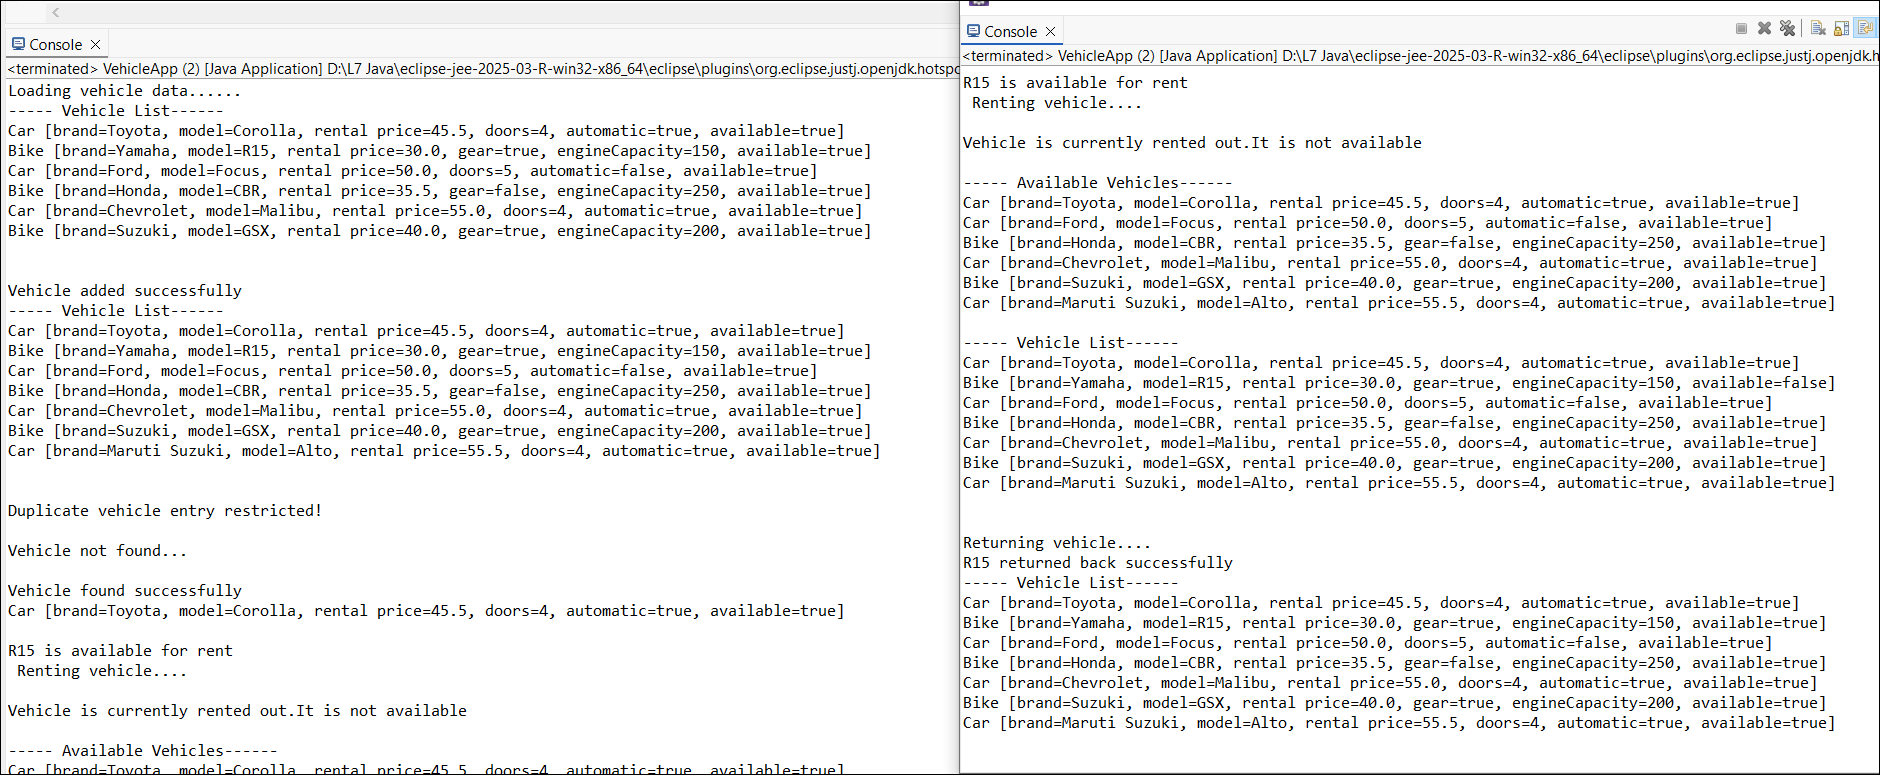 Console
<terminated> VehicleApp (2) [Java Application] D:\L7 Java\eclipse-jee-2025-03-R-win32-x86_64\eclipse\plugins\org.eclipse.justj.openjdk.hotspo
Loading vehicle data......
----- Vehicle List------
Car [brand=Toyota, model=Corolla, rental price=45.5, doors=4, automatic=true, available=true]
Bike [brand=Yamaha, model=R15, rental price=30.0, gear=true, engineCapacity=150, available=true]
Car [brand=Ford, model=Focus, rental price=50.0, doors=5, automatic=false, available=true]
Bike [brand=Honda, model=CBR, rental price=35.5, gear=false, engineCapacity=250, available=true]
Car [brand=Chevrolet, model=Malibu, rental price=55.0, doors=4, automatic=true, available=true]
Bike [brand=Suzuki, model=GSX, rental price=40.0, gear=true, engineCapacity=200, available=true]
Vehicle added successfully
----- Vehicle List------
Car [brand=Toyota, model=Corolla, rental price=45.5, doors=4, automatic=true, available=true]
Bike [brand=Yamaha, model=R15, rental price=30.0, gear=true, engineCapacity=150, available=true]
Car [brand=Ford, model=Focus, rental price=50.0, doors=5, automatic=false, available=true]
Bike [brand=Honda, model=CBR, rental price=35.5, gear=false, engineCapacity=250, available=true]
Car [brand=Chevrolet, model=Malibu, rental price=55.0, doors=4, automatic=true, available=true]
Bike [brand=Suzuki, model=GSX, rental price=40.0, gear=true, engineCapacity=200, available=true]
Car [brand=Maruti Suzuki, model=Alto, rental price=55.5, doors=4, automatic=true, available=true]
Duplicate vehicle entry restricted!
Vehicle not found...
Vehicle found successfully
Car [brand=Toyota, model=Corolla, rental price=45.5, doors=4, automatic=true, available=true]
R15 is available for rent
Renting vehicle....
Vehicle is currently rented out.It is not available
----- Available Vehicles------
Car [brand=Toyota, model=Corolla, rental price=45.5, doors=4, automatic=true, available=true]
Console
<terminated> VehicleApp (2) [Java Application] D:\L7 Java\eclipse-jee-2025-03-R-win32-x86_64\eclipse\plugins\org.eclipse.justj.openjdk.h
R15 is available for rent
Renting vehicle....
Vehicle is currently rented out.It is not available
----- Available Vehicles------
Car [brand=Toyota, model=Corolla, rental price=45.5, doors=4, automatic=true, available=true]
Car [brand=Ford, model=Focus, rental price=50.0, doors=5, automatic=false, available=true]
Bike [brand=Honda, model=CBR, rental price=35.5, gear=false, engineCapacity=250, available=true]
Car [brand=Chevrolet, model=Malibu, rental price=55.0, doors=4, automatic=true, available=true]
Bike [brand=Suzuki, model=GSX, rental price=40.0, gear=true, engineCapacity=200, available=true]
Car [brand=Maruti Suzuki, model=Alto, rental price=55.5, doors=4, automatic=true, available=true]
----- Vehicle List------
Car [brand=Toyota, model=Corolla, rental price=45.5, doors=4, automatic=true, available=true]
Bike [brand=Yamaha, model=R15, rental price=30.0, gear=true, engineCapacity=150, available=false]
Car [brand=Ford, model=Focus, rental price=50.0, doors=5, automatic=false, available=true]
Bike [brand=Honda, model=CBR, rental price=35.5, gear=false, engineCapacity=250, available=true]
Car [brand=Chevrolet, model=Malibu, rental price=55.0, doors=4, automatic=true, available=true]
Bike [brand=Suzuki, model=GSX, rental price=40.0, gear=true, engineCapacity=200, available=true]
Car [brand=Maruti Suzuki, model=Alto, rental price=55.5, doors=4, automatic=true, available=true]
Returning vehicle....
R15 returned back successfully
----- Vehicle List------
Car [brand=Toyota, model=Corolla, rental price=45.5, doors=4, automatic=true, available=true]
Bike [brand=Yamaha, model=R15, rental price=30.0, gear=true, engineCapacity=150, available=true]
Car [brand=Ford, model=Focus, rental price=50.0, doors=5, automatic=false, available=true]
Bike [brand=Honda, model=CBR, rental price=35.5, gear=false, engineCapacity=250, available=true]
Car [brand=Chevrolet, model=Malibu, rental price=55.0, doors=4, automatic=true, available=true]
Bike [brand=Suzuki, model=GSX, rental price=40.0, gear=true, engineCapacity=200, available=true]
Car [brand=Maruti Suzuki, model=Alto, rental price=55.5, doors=4, automatic=true, available=true]